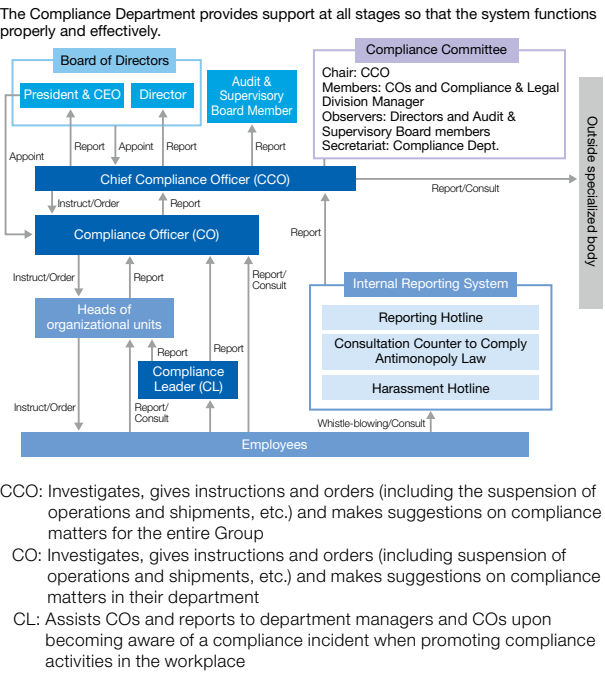 The Compliance Department provides support at all stages so that the system functions
properly and effectively.
Board of Directors
President & CEO
Director
Audit &
Supervisory
Board Member
Compliance Committee
Chair: CCO
Members: COs and Compliance & Legal
Division Manager
Observers: Directors and Audit &
Supervisory Board members
Secretariat: Compliance Dept.
Outside specialized body
Appoint
Report
Appoint
Report
Report
Chief Compliance Officer (CCO)
Report/Consult
Instruct/Order
Report
Compliance Officer (CO)
Report
Instruct/Order
Report
Report/
Consult
Internal Reporting System
Reporting Hotline
Consultation Counter to Comply
Antimonopoly Law
Harassment Hotline
Heads of
organizational units
Report
Report
Compliance
Leader (CL)
Instruct/Order
Report/
Consult
Whistle-blowing/Consult
Employees
CCO: Investigates, gives instructions and orders (including the suspension of
operations and shipments, etc.) and makes suggestions on compliance
matters for the entire Group
CO: Investigates, gives instructions and orders (including suspension of
operations and shipments, etc.) and makes suggestions on compliance
matters in their department
CL: Assists COs and reports to department managers and COs upon
becoming aware of a compliance incident when promoting compliance
activities in the workplace